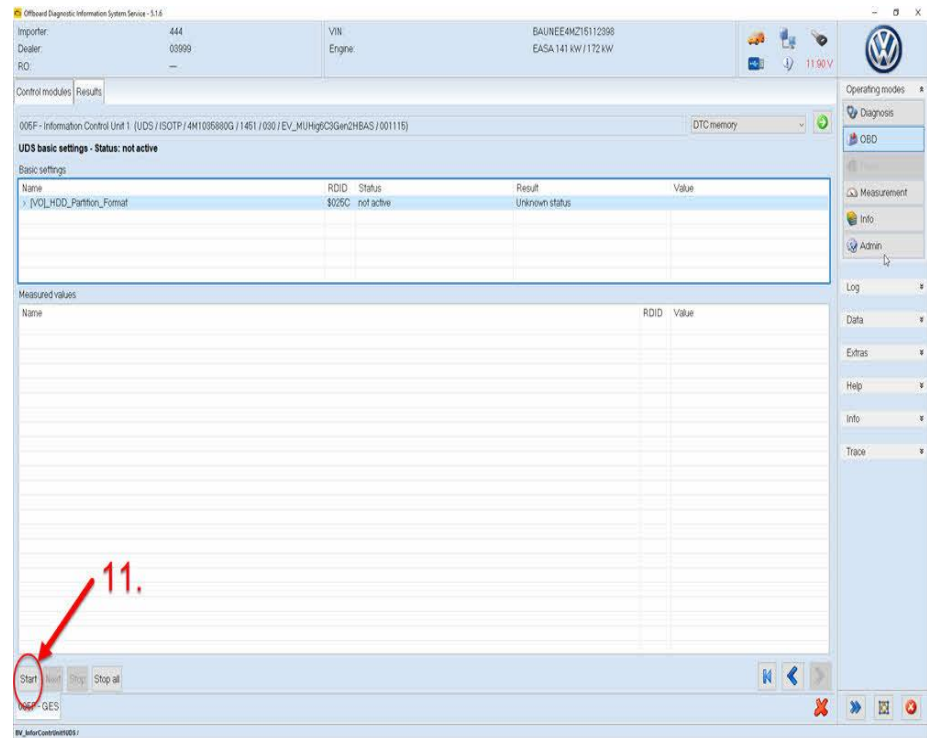 Offboard Diagnostic Information System Service - 5.1.6
Importer: 444 VIN: BAUNEE4MZ15112398
Dealer: 03999 Engine: EASA 141 kW / 172 kW
RO: —
11.90 V
Control modules Results
Operating modes
005F - Information Control Unit 1 (UDS / ISOTP / 4M1035880G / 1451 / 030 / EV_MUHig6C3Gen2HBAS / 001115) DTC memory
Diagnosis
UDS basic settings - Status: not active
OBD
Basic settings
Name RDID Status Result Value
[VO]_HDD_Partition_Format $025C not active Unknown status
Measurement
Info
Admin
Log
Measured values
Name RDID Value
Data
Extras
Help
Info
Trace
11.
Start Next Stop Stop all
005F - GES
BV_InforContrUnit1UDS /